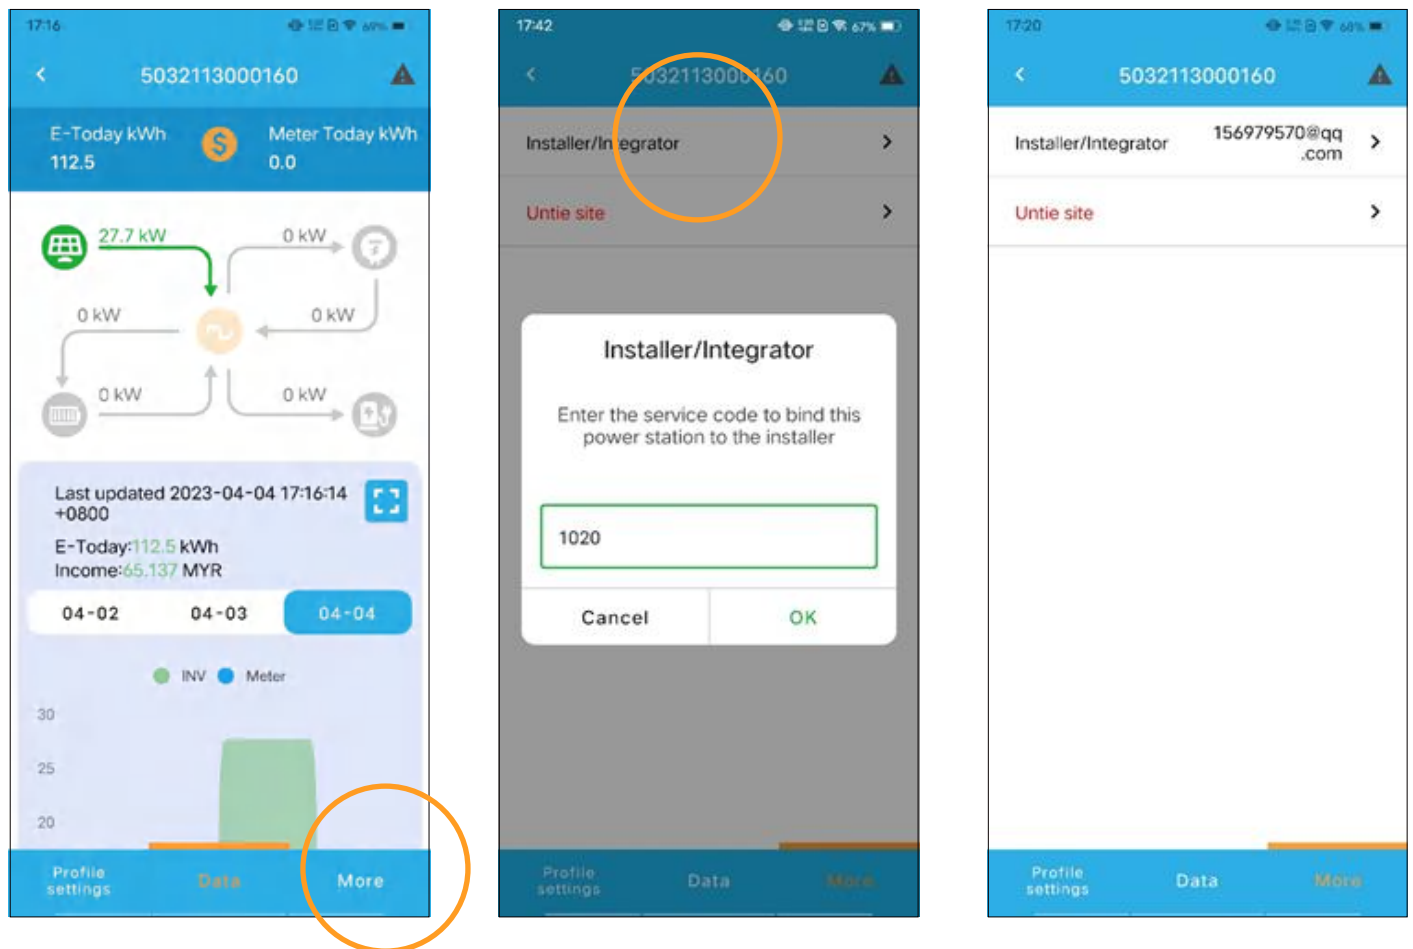 17:16
69%
5032113000160
E-Today kWh
112.5
Meter Today kWh
0.0
27.7 kW
0 kW
0 kW
0 kW
0 kW
0 kW
Last updated 2023-04-04 17:16:14
+0800
E-Today:112.5 kWh
Income:65.137 MYR
04-02
04-03
04-04
INV
Meter
30
25
20
Profile
settings
Data
More
17:42
67%
5032113000160
Installer/Integrator
Untie site
Installer/Integrator
Enter the service code to bind this
power station to the installer
1020
Cancel
OK
Profile
settings
Data
More
17:20
68%
5032113000160
Installer/Integrator
156979570@qq
.com
Untie site
Profile
settings
Data
More